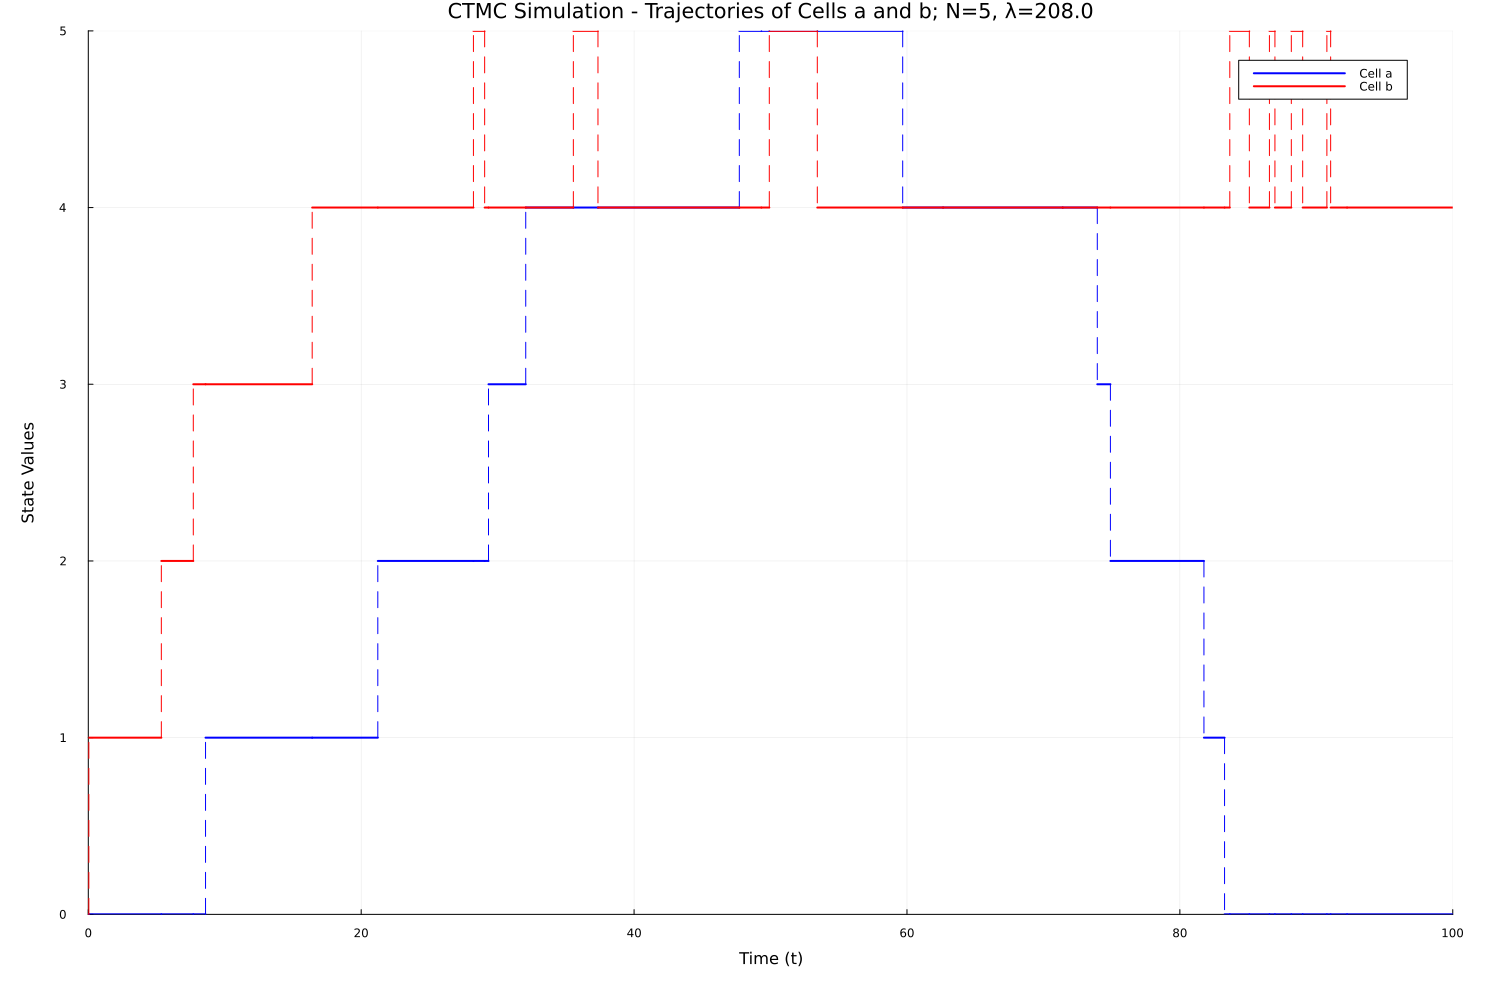 CTMC Simulation - Trajectories of Cells a and b; N=5, λ=208.0
5
Cell a
Cell b
4
3
State Values
2
1
0
0 20 40 60 80 100
Time (t)